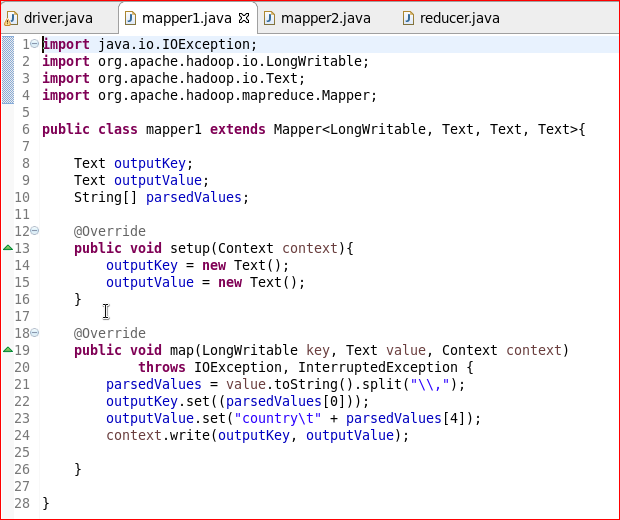 driver.java mapper1.java mapper2.java reducer.java
1 import java.io.IOException;
2 import org.apache.hadoop.io.LongWritable;
3 import org.apache.hadoop.io.Text;
4 import org.apache.hadoop.mapreduce.Mapper;
5
6 public class mapper1 extends Mapper<LongWritable, Text, Text, Text>{
7
8     Text outputKey;
9     Text outputValue;
10     String[] parsedValues;
11
12     @Override
13     public void setup(Context context){
14         outputKey = new Text();
15         outputValue = new Text();
16     }
17
18     @Override
19     public void map(LongWritable key, Text value, Context context)
20             throws IOException, InterruptedException {
21         parsedValues = value.toString().split("\\,");
22         outputKey.set((parsedValues[0]));
23         outputValue.set("country\t" + parsedValues[4]);
24         context.write(outputKey, outputValue);
25
26     }
27
28 }